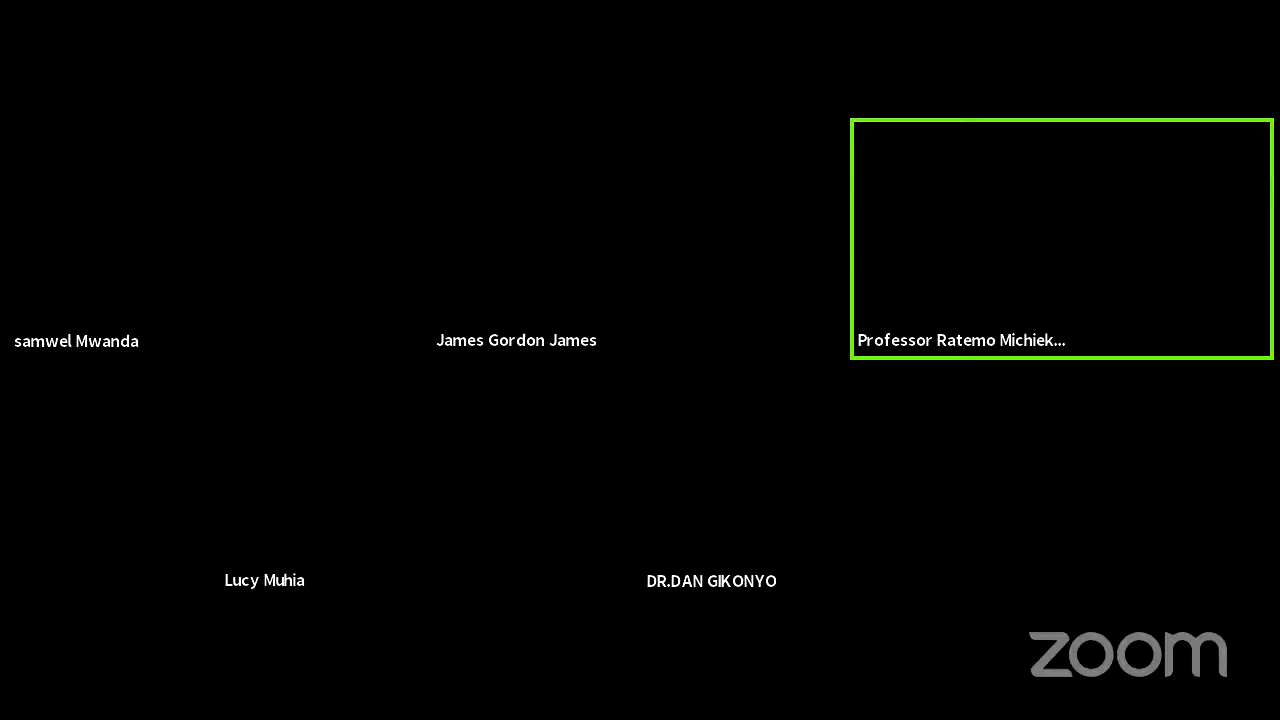 samwel Mwanda
James Gordon James
Professor Ratemo Michiek...
Lucy Muhia
DR.DAN GIKONYO
zoom